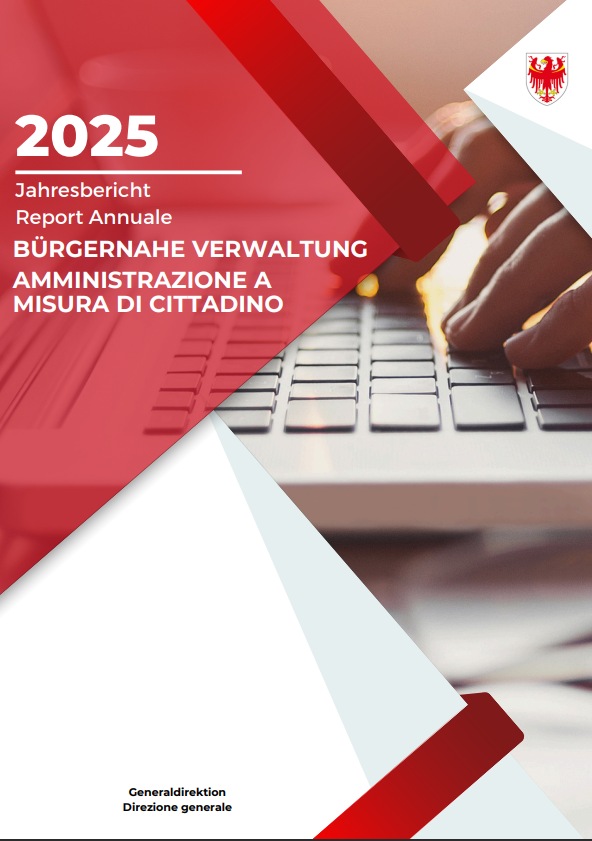 2025
Jahresbericht
Report Annuale
BÜRGERNAHE VERWALTUNG
AMMINISTRAZIONE A
MISURA DI CITTADINO
Generaldirektion
Direzione generale